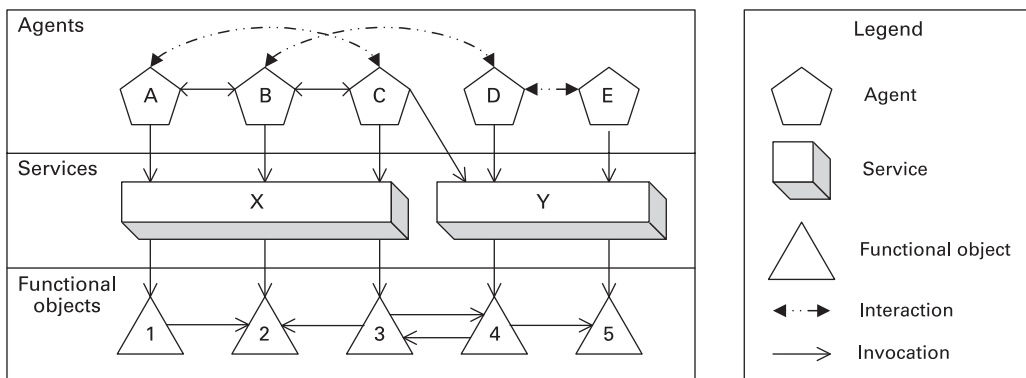 Agents
A B C D E
Services
X Y
Functional
objects
1 2 3 4 5
Legend
Agent
Service
Functional object
Interaction
Invocation